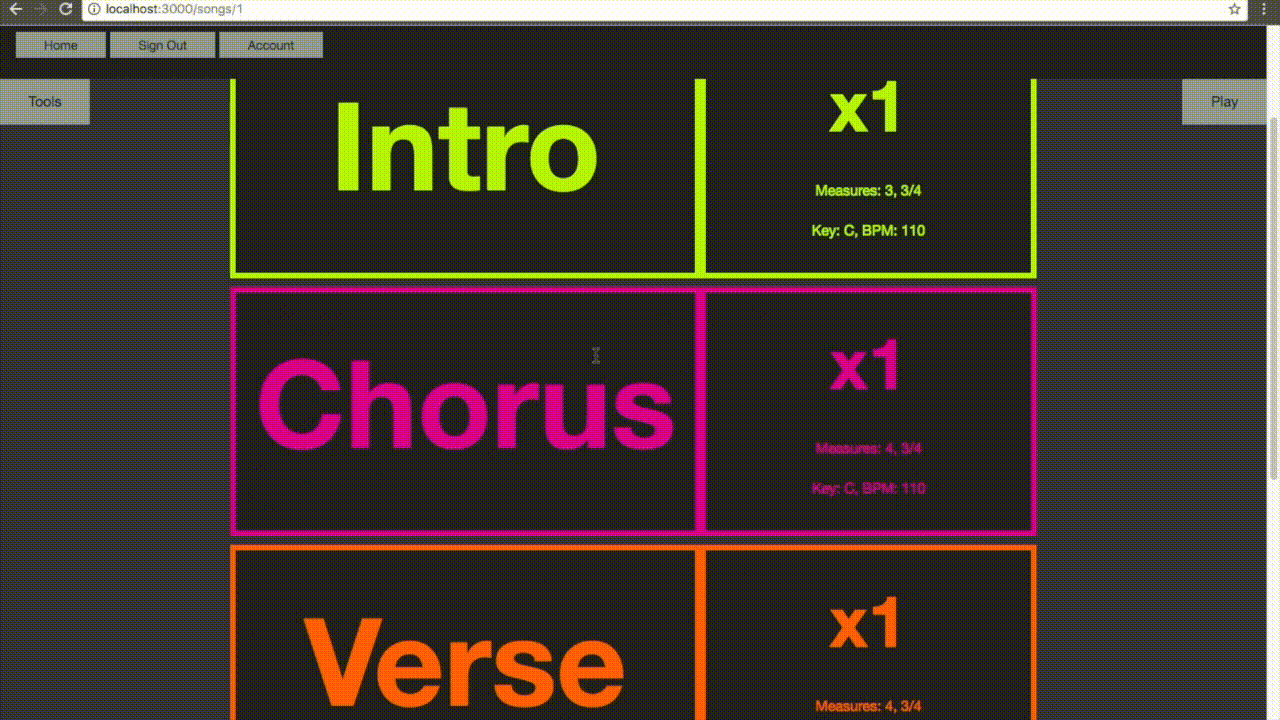 localhost:3000/songs/1
Home
Sign Out
Account
Tools
Play
Intro
x1
Measures: 3, 3/4
Key: C, BPM: 110
Chorus
x1
Measures: 4, 3/4
Key: C, BPM: 110
Verse
x1
Measures: 4, 3/4